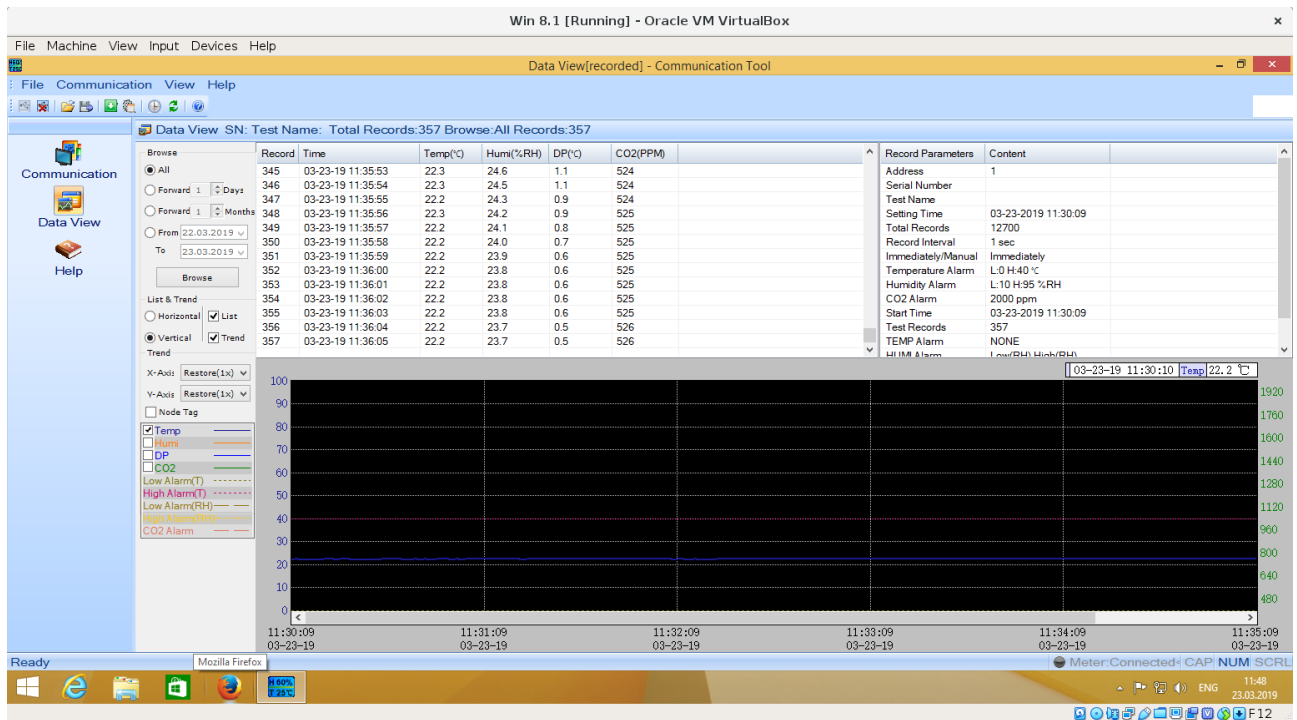 Win 8.1 [Running] - Oracle VM VirtualBox
File Machine View Input Devices Help
Data View[recorded] - Communication Tool
File Communication View Help
Data View SN: Test Name: Total Records:357 Browse:All Records:357
Communication
Data View
Help
Browse
All
Forward 1 Days
Forward 1 Months
From 22.03.2019
To 23.03.2019
Browse
List & Trend
Horizontal List
Vertical Trend
Trend
X-Axis Restore(1x)
Y-Axis Restore(1x)
Node Tag
Temp
Humi
DP
CO2
Low Alarm(T)
High Alarm(T)
Low Alarm(RH)
CO2 Alarm
Record Time Temp(℃) Humi(%RH) DP(℃) CO2(PPM)
345 03-23-19 11:35:53 22.3 24.6 1.1 524
346 03-23-19 11:35:54 22.3 24.5 1.1 524
347 03-23-19 11:35:55 22.2 24.3 0.9 524
348 03-23-19 11:35:56 22.3 24.2 0.9 525
349 03-23-19 11:35:57 22.2 24.1 0.8 525
350 03-23-19 11:35:58 22.2 24.0 0.7 525
351 03-23-19 11:35:59 22.2 23.9 0.6 525
352 03-23-19 11:36:00 22.2 23.8 0.6 525
353 03-23-19 11:36:01 22.2 23.8 0.6 525
354 03-23-19 11:36:02 22.2 23.8 0.6 525
355 03-23-19 11:36:03 22.2 23.8 0.6 525
356 03-23-19 11:36:04 22.2 23.7 0.5 526
357 03-23-19 11:36:05 22.2 23.7 0.5 526
Record Parameters Content
Address 1
Serial Number
Test Name
Setting Time 03-23-2019 11:30:09
Total Records 12700
Record Interval 1 sec
Immediately/Manual Immediately
Temperature Alarm L:0 H:40 ℃
Humidity Alarm L:10 H:95 %RH
CO2 Alarm 2000 ppm
Start Time 03-23-2019 11:30:09
Test Records 357
TEMP Alarm NONE
HUMI Alarm Low(RH) High(RH)
03-23-19 11:30:10 Temp 22.2 ℃
100
90
80
70
60
50
40
30
20
10
0
1920
1760
1600
1440
1280
1120
960
800
640
480
11:30:09 11:31:09 11:32:09 11:33:09 11:34:09 11:35:09
03-23-19 03-23-19 03-23-19 03-23-19 03-23-19 03-23-19
Ready
Mozilla Firefox
Meter:Connected CAP NUM SCRL
H 60%
T 25℃
ENG
11:48
23.03.2019
F12